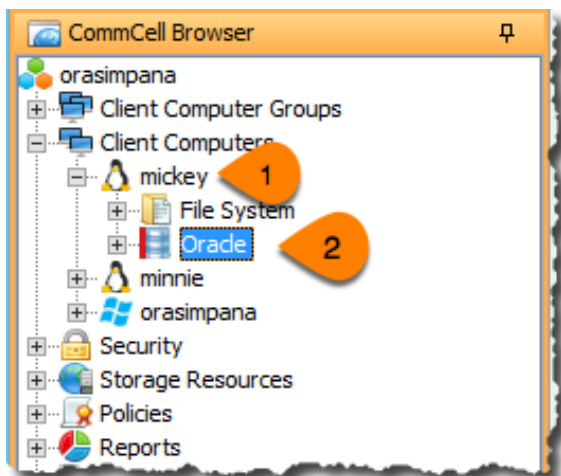 CommCell Browser
orasimpana
Client Computer Groups
Client Computers
mickey 1
File System
Oracle 2
minnie
orasimpana
Security
Storage Resources
Policies
Reports